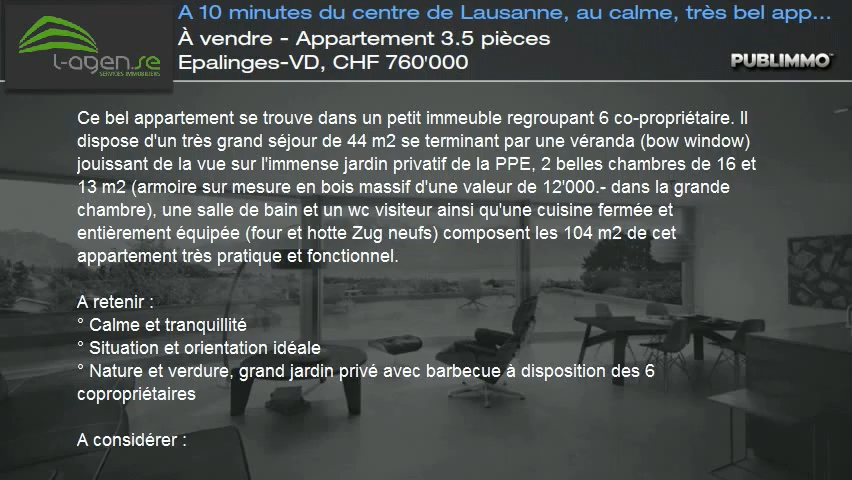 A 10 minutes du centre de Lausanne, au calme, très bel app...
À vendre - Appartement 3.5 pièces
Epalinges-VD, CHF 760'000
l-agen.se
SERVICES IMMOBILIERS
PUBLIMMO
Ce bel appartement se trouve dans un petit immeuble regroupant 6 co-propriétaire. Il
dispose d'un très grand séjour de 44 m2 se terminant par une véranda (bow window)
jouissant de la vue sur l'immense jardin privatif de la PPE, 2 belles chambres de 16 et
13 m2 (armoire sur mesure en bois massif d'une valeur de 12'000.- dans la grande
chambre), une salle de bain et un wc visiteur ainsi qu'une cuisine fermée et
entièrement équipée (four et hotte Zug neufs) composent les 104 m2 de cet
appartement très pratique et fonctionnel.
A retenir :
° Calme et tranquillité
° Situation et orientation idéale
° Nature et verdure, grand jardin privé avec barbecue à disposition des 6
copropriétaires
A considérer :